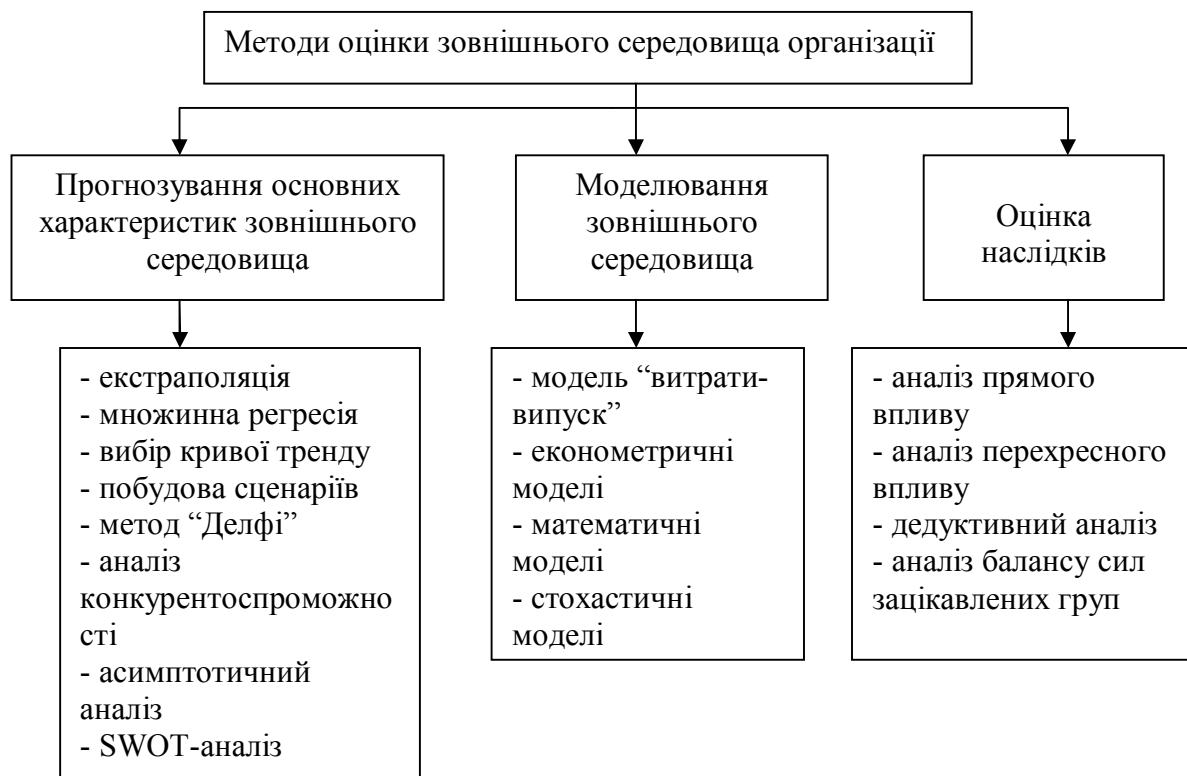 Методи оцінки зовнішнього середовища організації
Прогнозування основних
характеристик зовнішнього
середовища
Моделювання
зовнішнього
середовища
Оцінка
наслідків
- екстраполяція
- множинна регресія
- вибір кривої тренду
- побудова сценаріїв
- метод “Делфі”
- аналіз
конкурентоспроможно
сті
- асимптотичний
аналіз
- SWOT-аналіз
- модель “витрати-
випуск”
- економетричні
моделі
- математичні
моделі
- стохастичні
моделі
- аналіз прямого
впливу
- аналіз перехресного
впливу
- дедуктивний аналіз
- аналіз балансу сил
зацікавлених груп